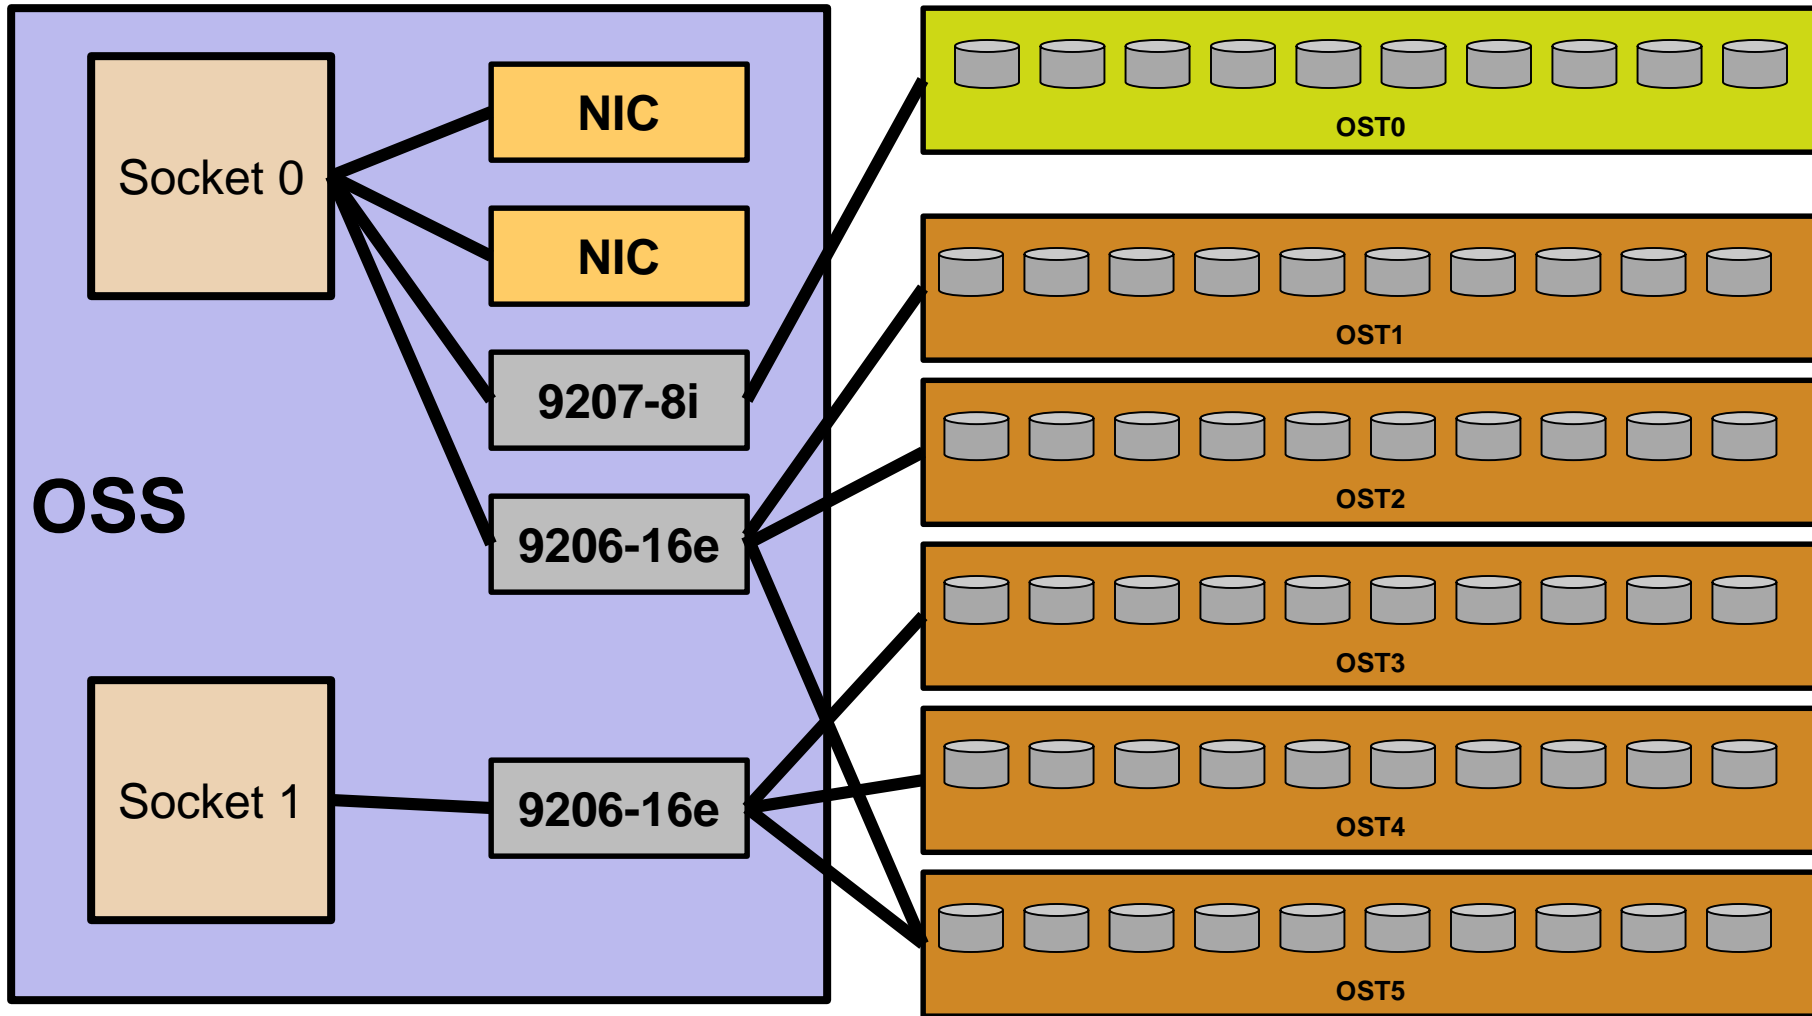 OSS
Socket 0
NIC
NIC
9207-8i
9206-16e
Socket 1
9206-16e
OST0
OST1
OST2
OST3
OST4
OST5